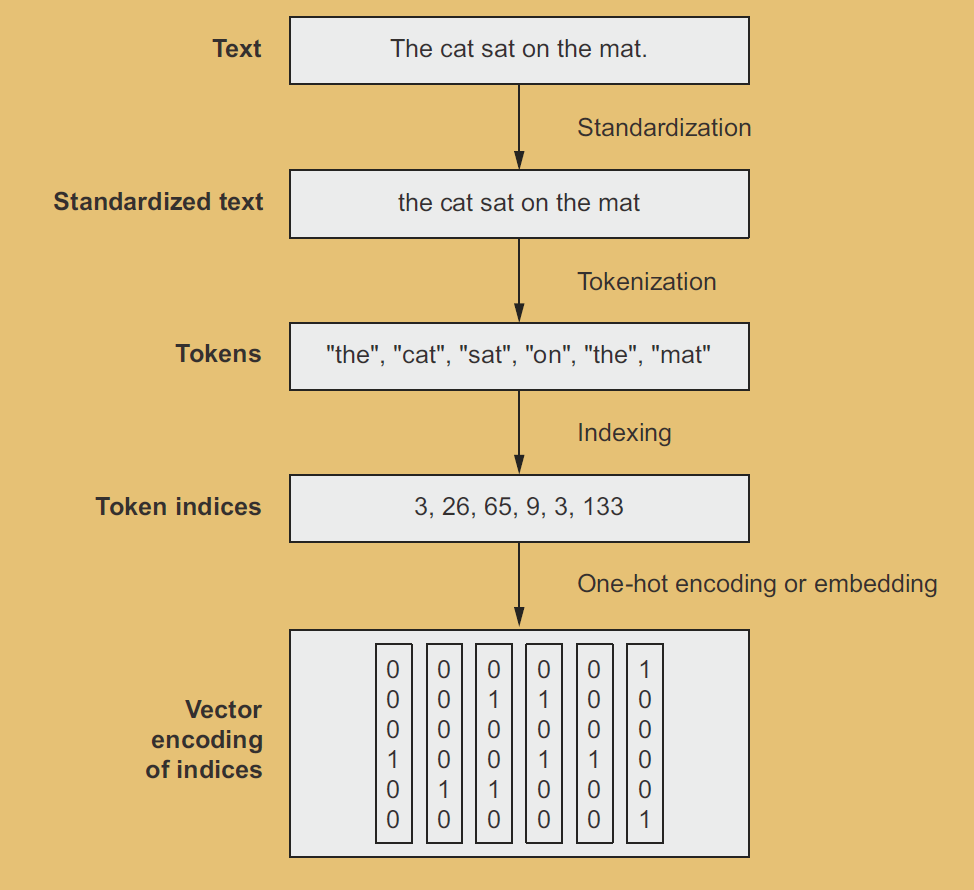 Text
The cat sat on the mat.
Standardization
Standardized text
the cat sat on the mat
Tokenization
Tokens
"the", "cat", "sat", "on", "the", "mat"
Indexing
Token indices
3, 26, 65, 9, 3, 133
One-hot encoding or embedding
Vector
encoding
of indices
0 0 0 0 0 1
0 0 1 1 0 0
0 0 0 0 0 0
1 0 0 1 1 0
0 1 1 0 0 0
0 0 0 0 0 1